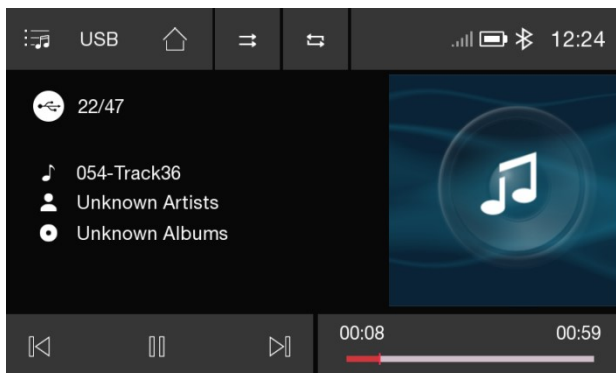 USB
12:24
22/47
054-Track36
Unknown Artists
Unknown Albums
00:08
00:59